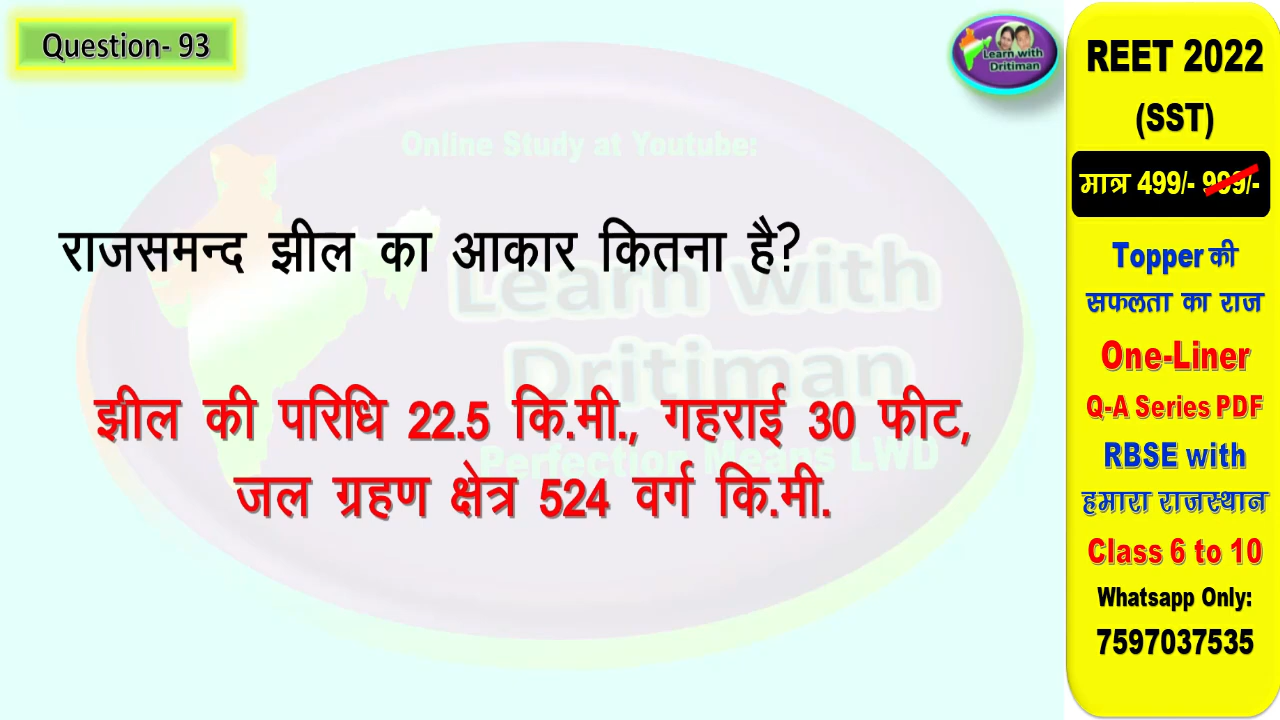 Question- 93
Learn with
Dritiman
Online Study at Youtube:
Learn with
Dritiman
Perfection Means LWD
राजसमन्द झील का आकार कितना है?
झील की परिधि 22.5 कि.मी., गहराई 30 फीट,
जल ग्रहण क्षेत्र 524 वर्ग कि.मी.
REET 2022
(SST)
मात्र 499/- 999/-
Topper की
सफलता का राज
One-Liner
Q-A Series PDF
RBSE with
हमारा राजस्थान
Class 6 to 10
Whatsapp Only:
7597037535